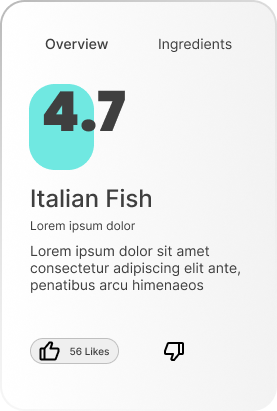 Overview Ingredients
4.7
Italian Fish
Lorem ipsum dolor
Lorem ipsum dolor sit amet
consectetur adipiscing elit ante,
penatibus arcu himenaeos
56 Likes